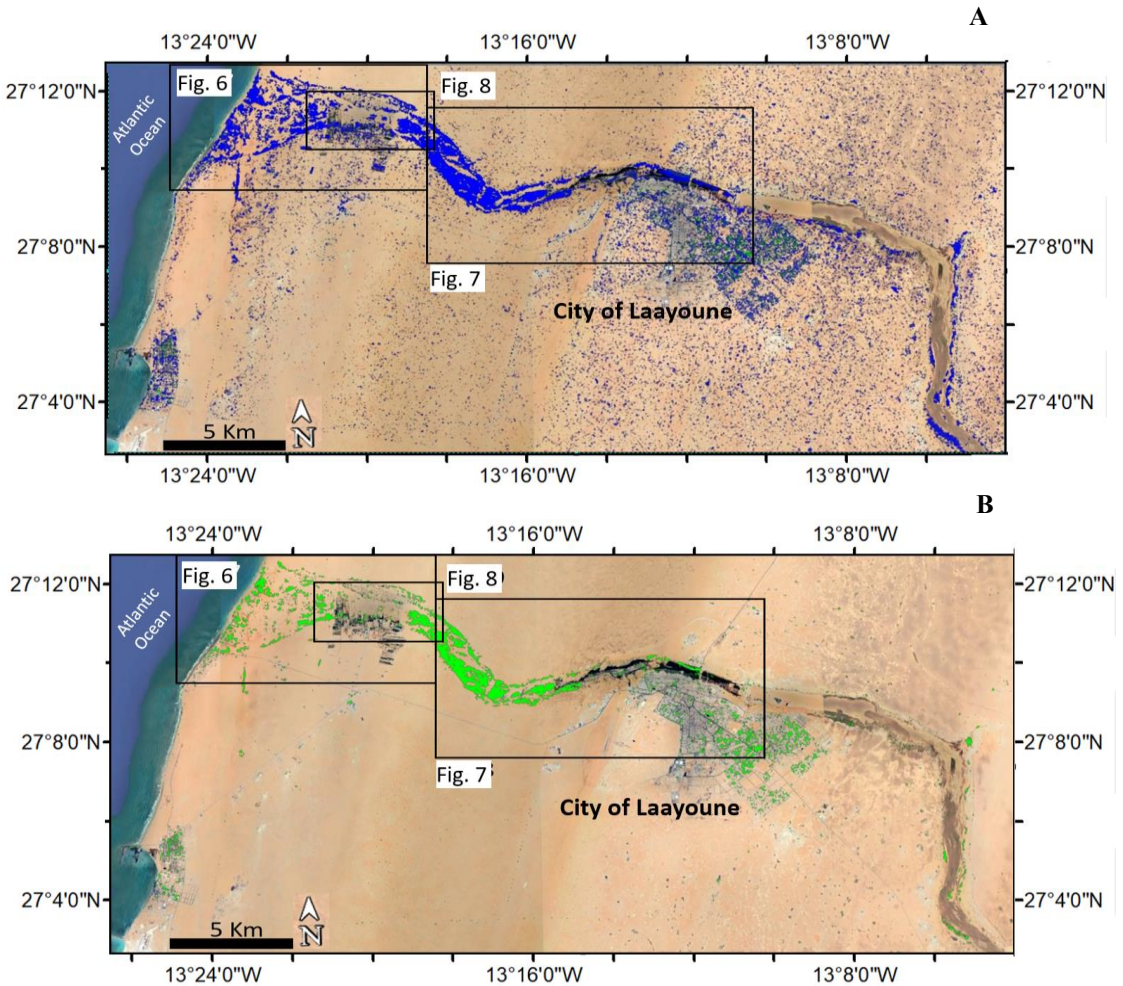 A
13°24'0"W 13°16'0"W 13°8'0"W
Fig. 6 Fig. 8
27°12'0"N 27°12'0"N
Atlantic
Ocean
27°8'0"N 27°8'0"N
Fig. 7
City of Laayoune
27°4'0"N 27°4'0"N
5 Km N
13°24'0"W 13°16'0"W 13°8'0"W
B
13°24'0"W 13°16'0"W 13°8'0"W
Fig. 6 Fig. 8
27°12'0"N 27°12'0"N
Atlantic
Ocean
27°8'0"N 27°8'0"N
Fig. 7
City of Laayoune
27°4'0"N 27°4'0"N
5 Km N
13°24'0"W 13°16'0"W 13°8'0"W